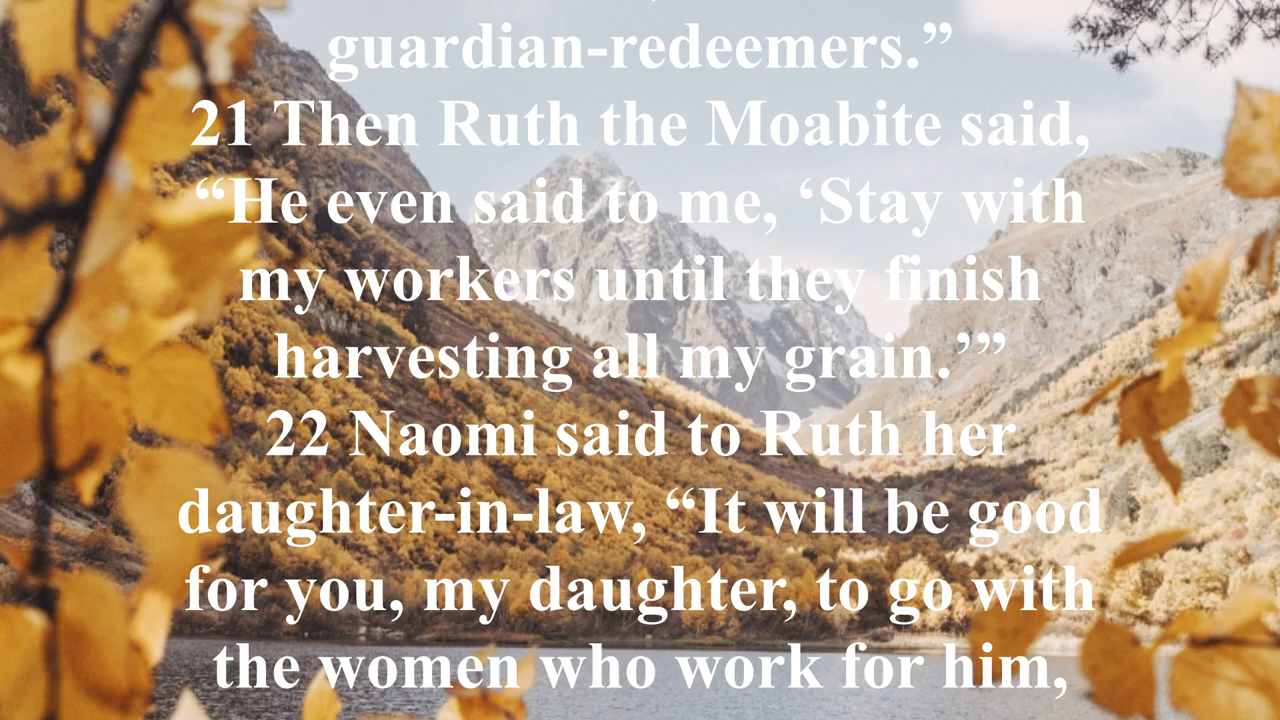 guardian-redeemers.”
21 Then Ruth the Moabite said,
“He even said to me, ‘Stay with
my workers until they finish
harvesting all my grain.’”
22 Naomi said to Ruth her
daughter-in-law, “It will be good
for you, my daughter, to go with
the women who work for him,